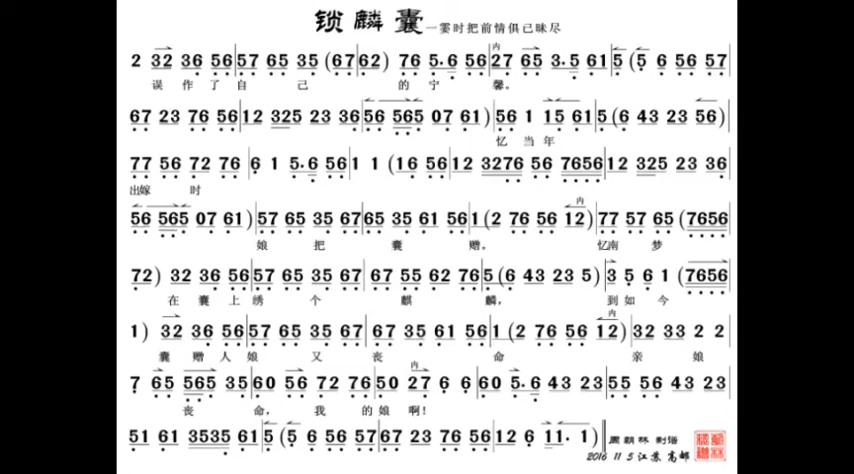 锁麟囊 —霎时把前情俱已昧尽
2 32 36 56|57 65 35 (67|62) 76 5·6 56|27 65 3·5 61|5 (5 6 56 57
误 作 了 自 己 的 宁 馨。
67 23 76 56|12 325 23 36|56 565 07 61)|56 1 15 61|5 (6 43 23 56)|
忆 当 年
77 56 72 76|6 1 5·6 56|1 1 (16 56|12 3276 56 7656|12 325 23 36|
出嫁 时
56 565 07 61)|57 65 35 67|65 35 61 56|1 (2 76 56 12)|77 57 65 (7656|
娘 把 囊 赠。 忆南 梦
72) 32 36 56|57 65 35 67|67 55 62 76|5 (6 43 23 5)|3 5 6 1 (7656|
在 囊 上 绣 个 麒 麟， 到 如 今
1) 32 36 56|57 65 35 67|67 35 61 56|1 (2 76 56 12)|32 33 2 2
囊 赠 人 娘 又 丧 命 亲 娘
7 65 565 35|60 56 72 76|50 27 6 6|60 5·6 43 23|5 65 43 23
丧 命， 我 的 娘 啊！
51 61 3535 61|5 (5 6 56 57|67 23 76 56|12 6 11· 1)‖
内
内
内
内
周朝林 制谱
2016 11 5 江苏 高邮